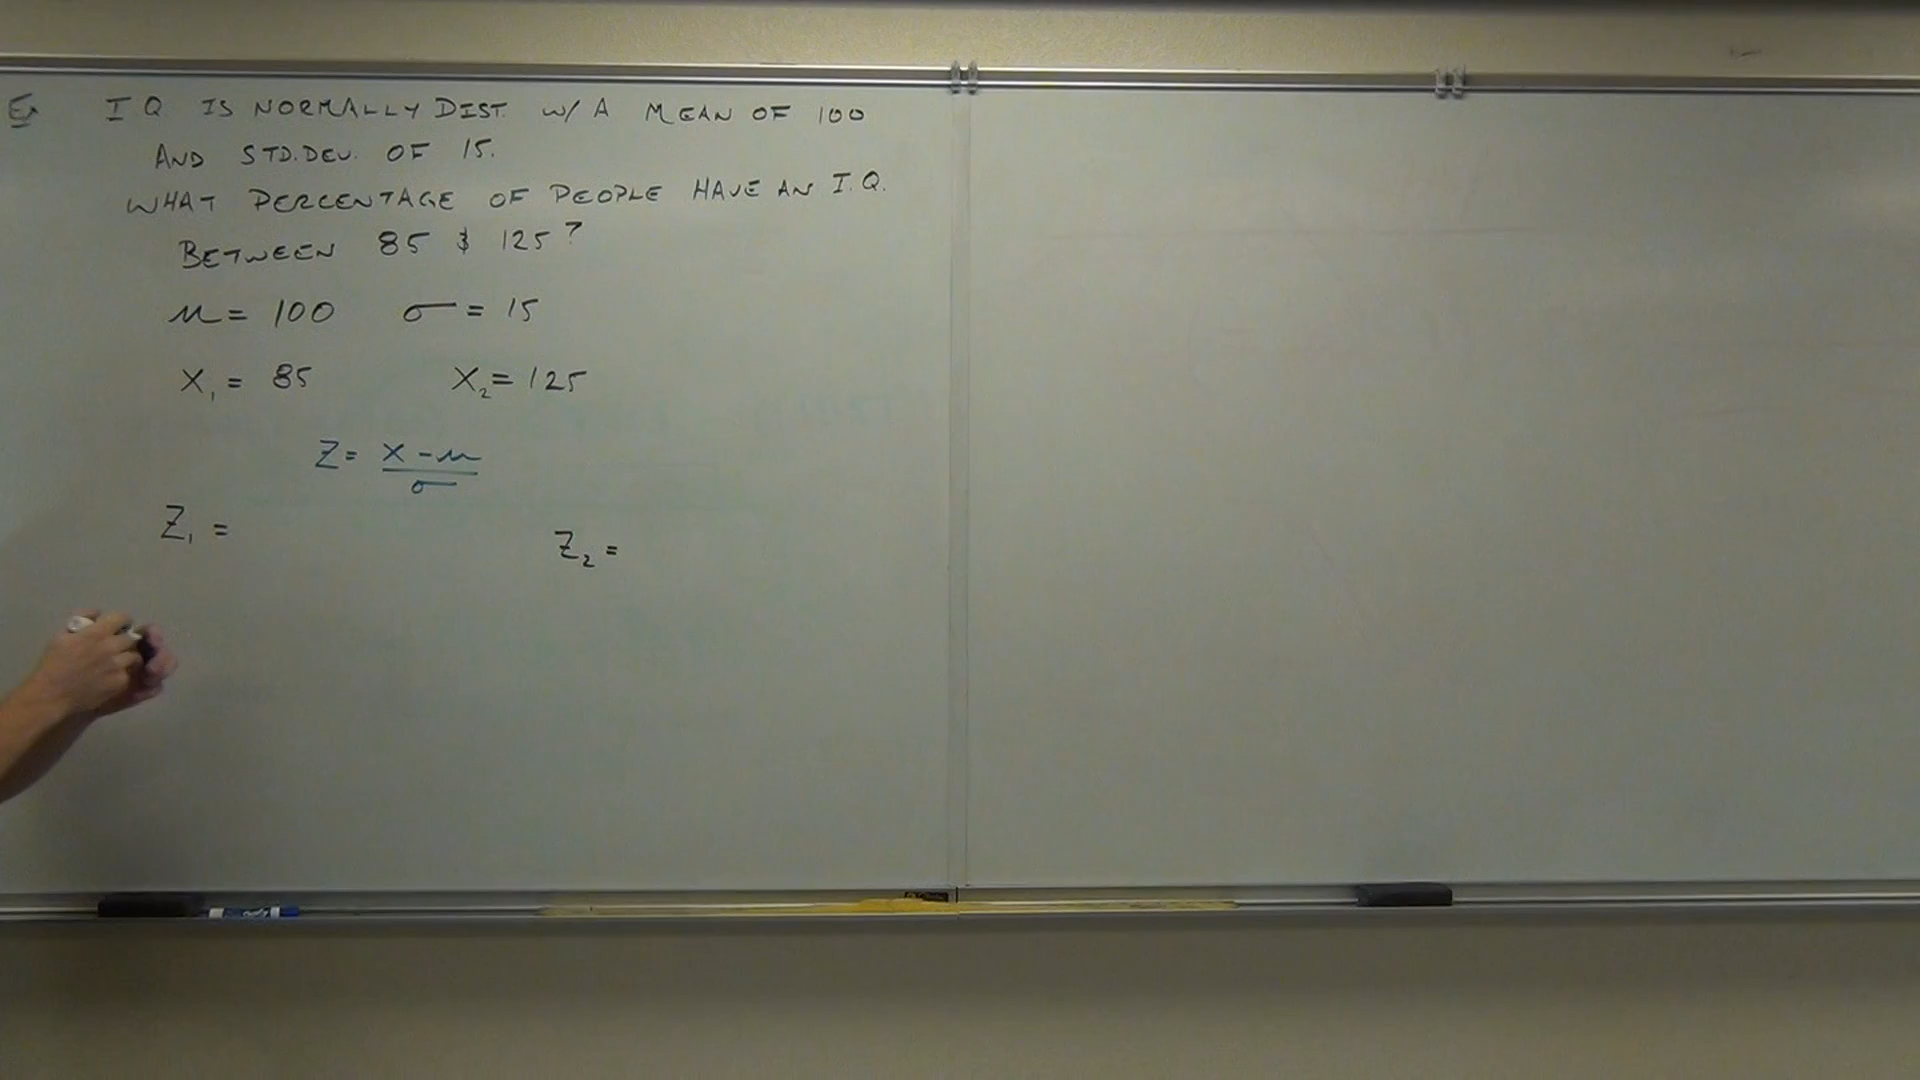 Ex IQ IS NORMALLY DIST. W/ A MEAN OF 100
AND STD.DEV. OF 15.
WHAT PERCENTAGE OF PEOPLE HAVE AN I.Q.
BETWEEN 85 & 125?
μ = 100 σ = 15
X₁ = 85 X₂ = 125
Z = (X - μ) / σ
Z₁ =
Z₂ =